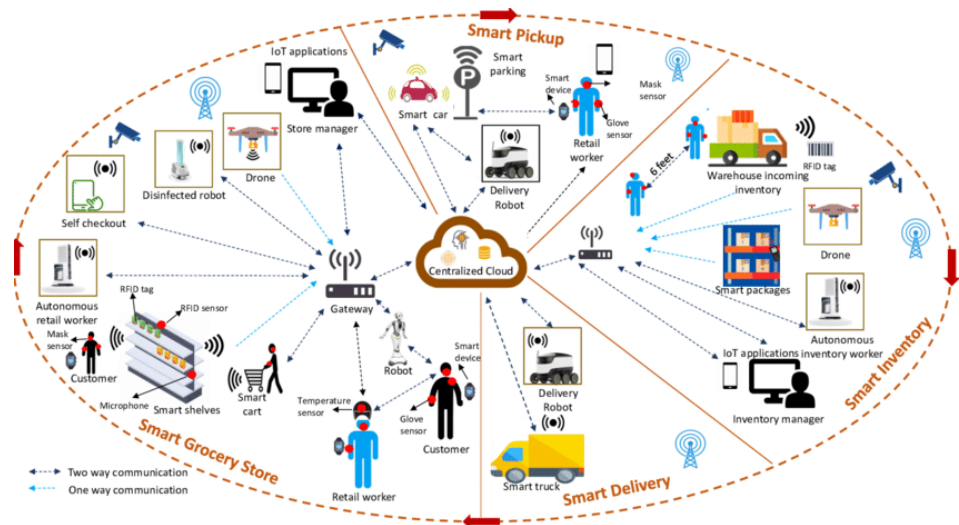 Smart Pickup
IoT applications
Store manager
Smart
parking
P
Smart car
Smart
device
Mask
sensor
Glove
sensor
Retail
worker
Delivery
Robot
6 feet
RFID tag
Warehouse incoming
inventory
Drone
Disinfected robot
Self checkout
Drone
Smart packages
Centralized Cloud
Gateway
Autonomous
retail worker
RFID tag
RFID sensor
Mask
sensor
Customer
Microphone
Smart shelves
Smart
cart
Robot
Smart
device
Temperature
sensor
Glove
sensor
Customer
Retail worker
Delivery
Robot
Smart truck
IoT applications
Autonomous
inventory worker
Inventory manager
Smart Inventory
Smart Grocery Store
Smart Delivery
Two way communication
One way communication